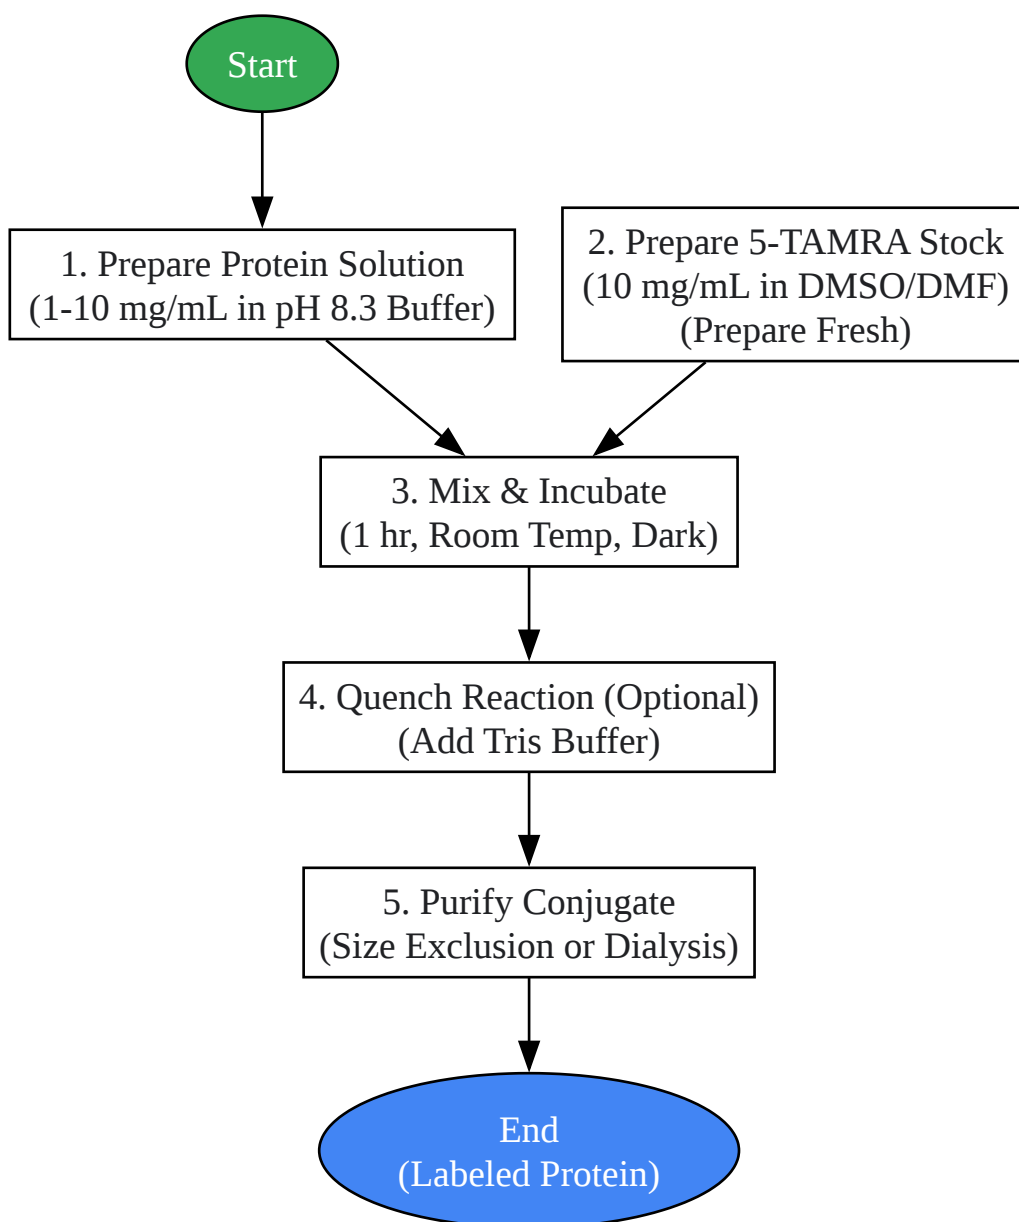 Start
1. Prepare Protein Solution
(1-10 mg/mL in pH 8.3 Buffer)
2. Prepare 5-TAMRA Stock
(10 mg/mL in DMSO/DMF)
(Prepare Fresh)
3. Mix & Incubate
(1 hr, Room Temp, Dark)
4. Quench Reaction (Optional)
(Add Tris Buffer)
5. Purify Conjugate
(Size Exclusion or Dialysis)
End
(Labeled Protein)